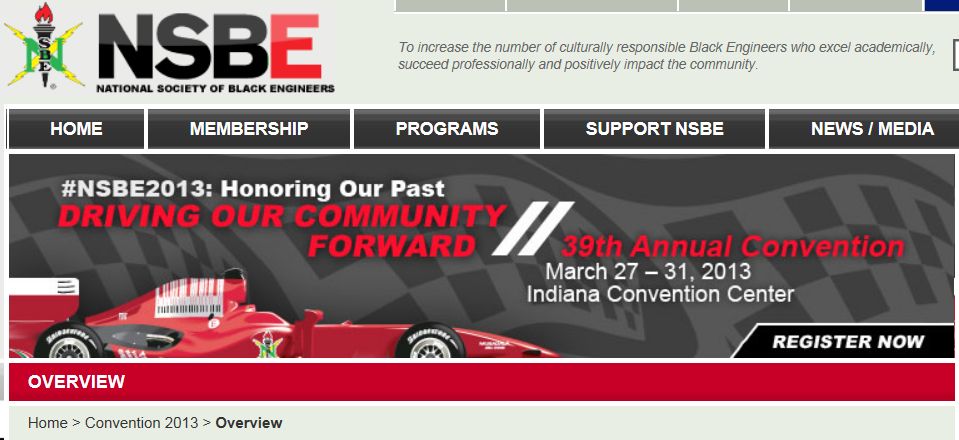 NSBE
NSBE
NATIONAL SOCIETY OF BLACK ENGINEERS
To increase the number of culturally responsible Black Engineers who excel academically,
succeed professionally and positively impact the community.
HOME MEMBERSHIP PROGRAMS SUPPORT NSBE NEWS / MEDIA
#NSBE2013: Honoring Our Past
DRIVING OUR COMMUNITY
FORWARD // 39th Annual Convention
March 27 – 31, 2013
Indiana Convention Center
REGISTER NOW
OVERVIEW
Home > Convention 2013 > Overview